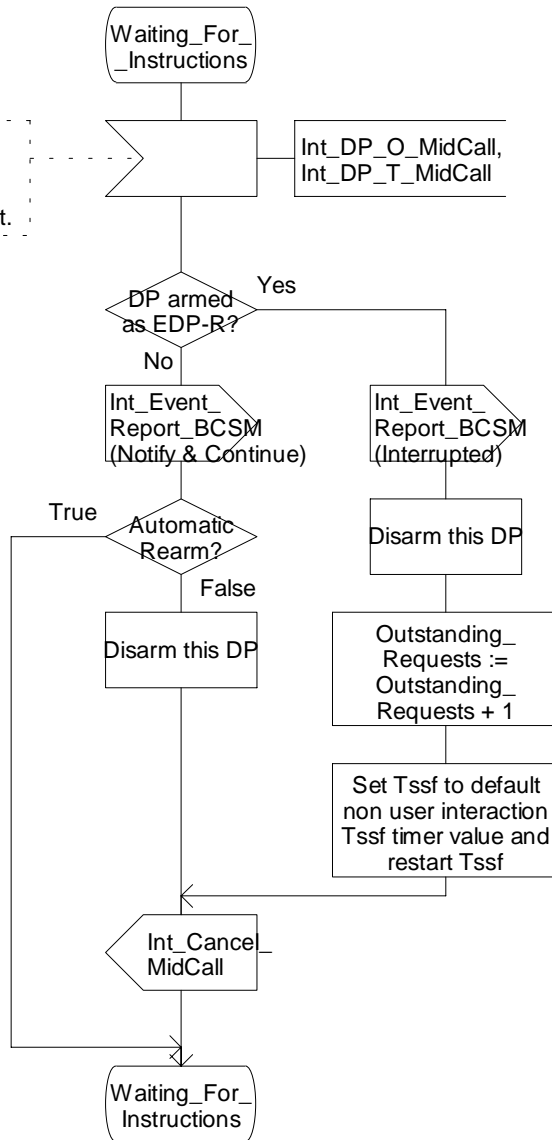 Waiting_For_
_Instructions
t.
Int_DP_O_MidCall,
Int_DP_T_MidCall
DP armed
as EDP-R?
Yes
No
Int_Event_
Report_BCSM
(Notify & Continue)
Int_Event_
Report_BCSM
(Interrupted)
True
Automatic
Rearm?
False
Disarm this DP
Disarm this DP
Outstanding_
Requests :=
Outstanding_
Requests + 1
Set Tssf to default
non user interaction
Tssf timer value and
restart Tssf
Int_Cancel_
MidCall
Waiting_For_
Instructions